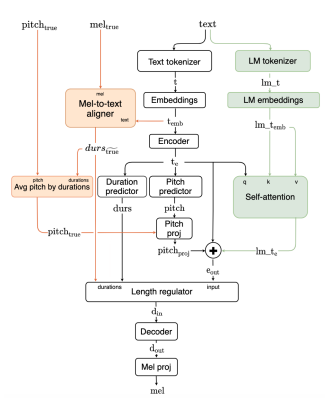 pitch_true
mel_true
text
Text tokenizer
LM tokenizer
mel
Mel-to-text
aligner
text
t
lm_t
Embeddings
LM embeddings
t_emb
lm_t_emb
Encoder
durs_true
t_e
pitch
durations
Avg pitch by durations
Duration
predictor
Pitch
predictor
q
k
v
Self-attention
durs
pitch
pitch_true
Pitch
proj
pitch_proj
+
lm_t_e
e_out
durations
input
Length regulator
d_in
Decoder
d_out
Mel proj
mel